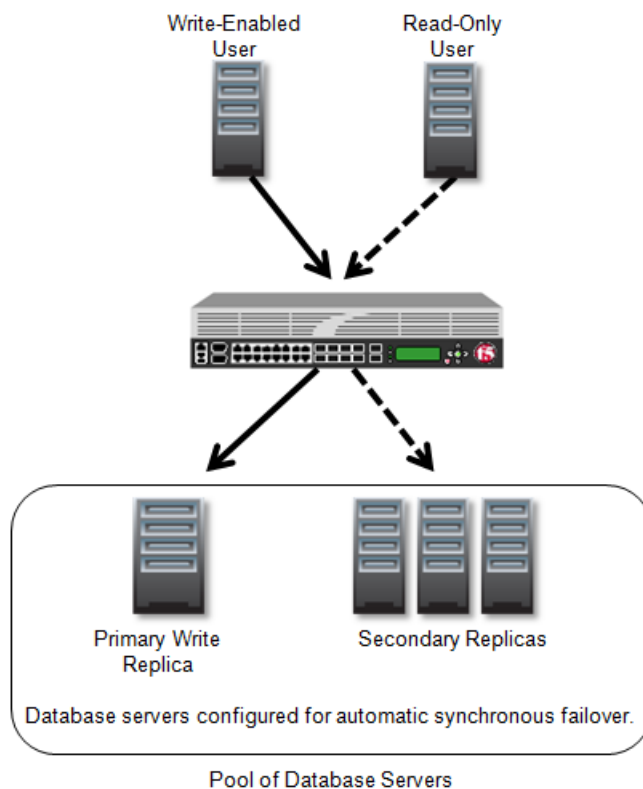 Write-Enabled
User
Read-Only
User
f5
Primary Write
Replica
Secondary Replicas
Database servers configured for automatic synchronous failover.
Pool of Database Servers